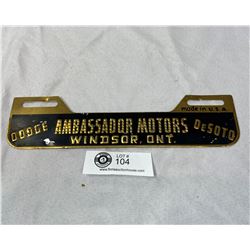 made in U.S.A.
DODGE AMBASSADOR MOTORS DeSOTO
WINDSOR, ONT.
LOT #
104